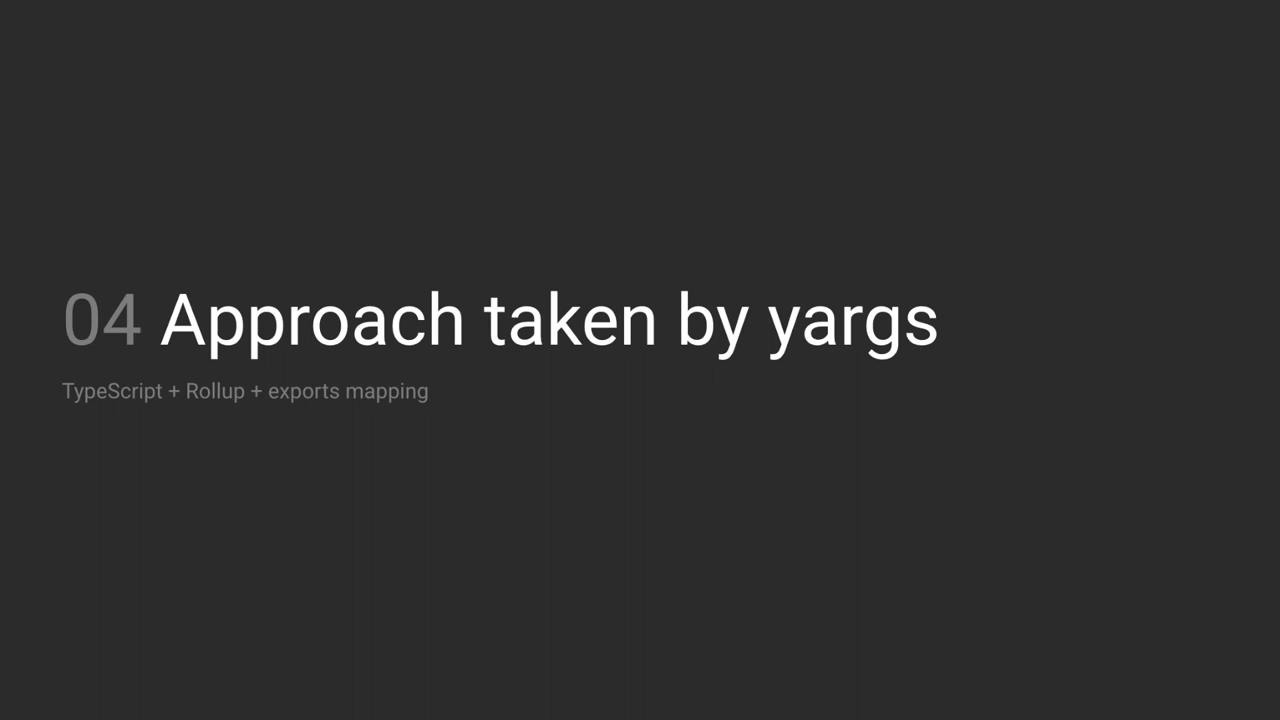 04 Approach taken by yargs
TypeScript + Rollup + exports mapping